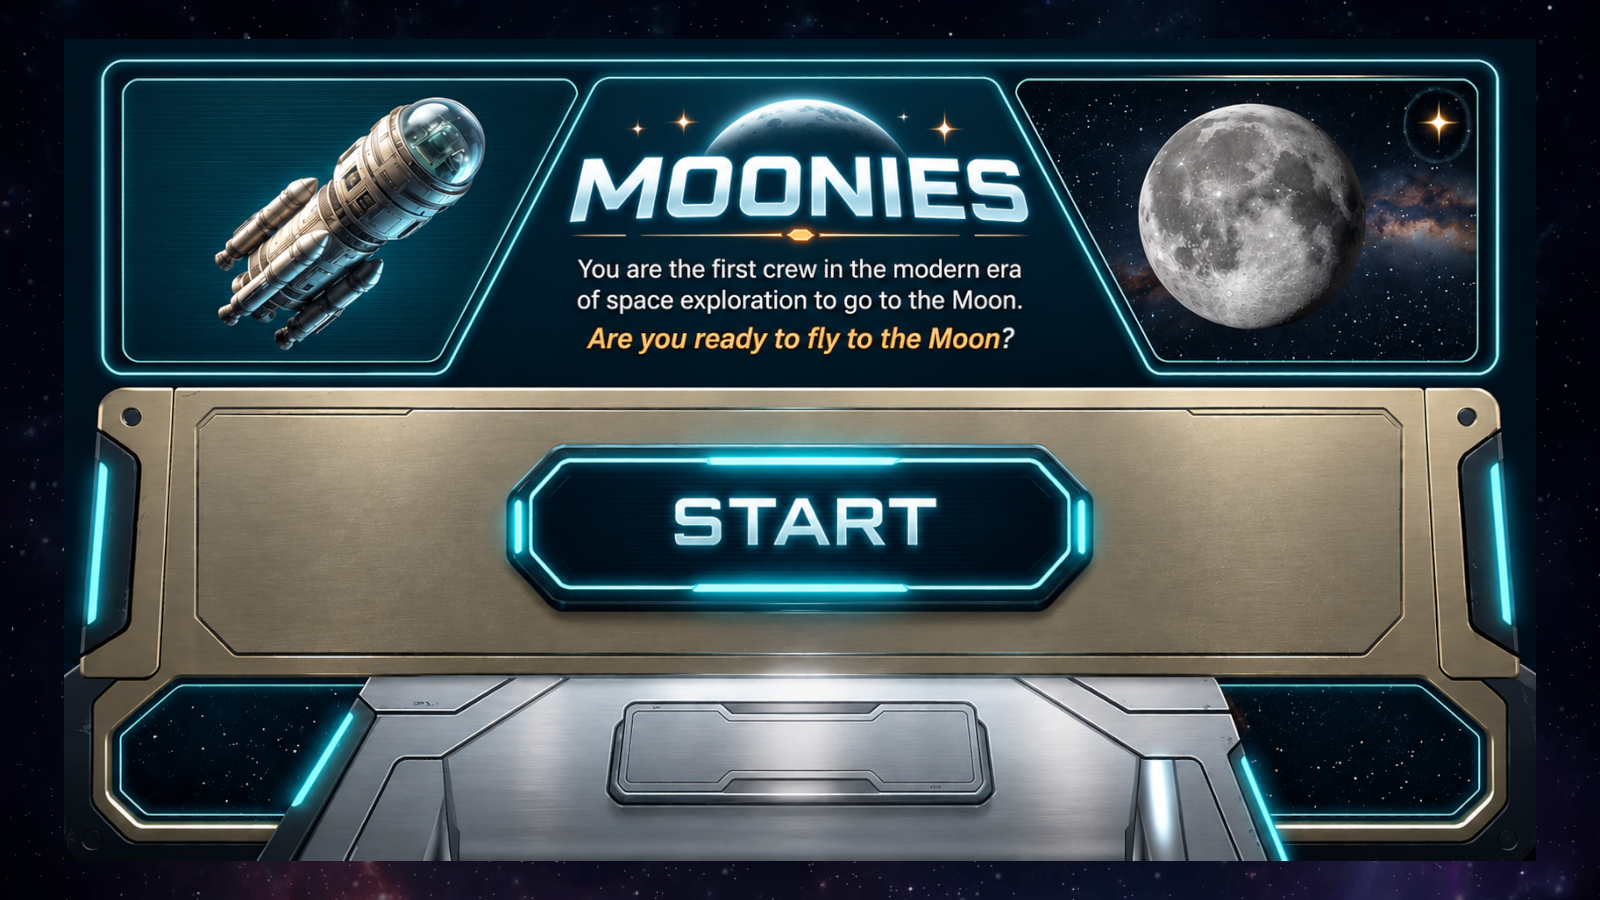 MOONIES
You are the first crew in the modern era
of space exploration to go to the Moon.
Are you ready to fly to the Moon?
START